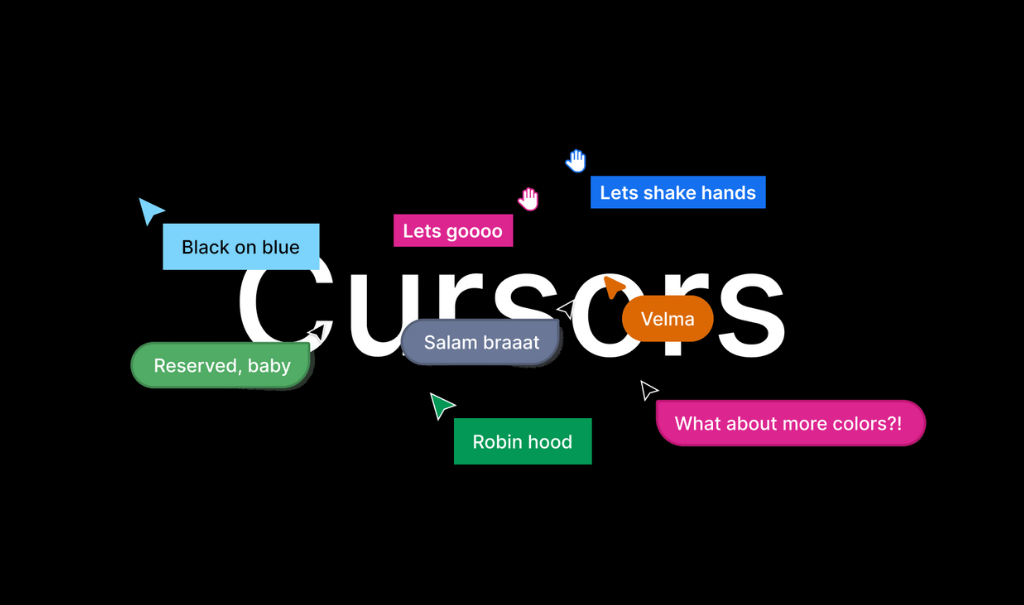 Lets shake hands
Lets goooo
Black on blue
Cursors
Velma
Salam braaat
Reserved, baby
What about more colors?!
Robin hood